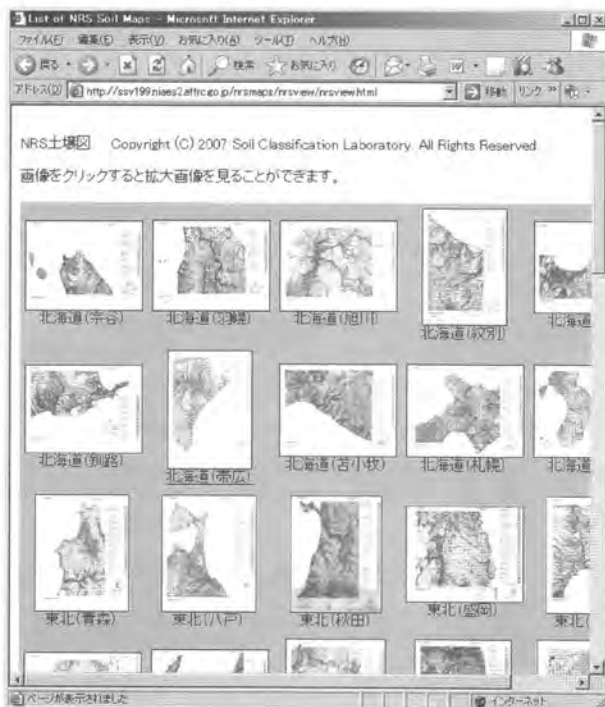 List of NRS Soil Maps - Microsoft Internet Explorer
ファイル(F) 編集(E) 表示(V) お気に入り(A) ツール(T) ヘルプ(H)
戻る 検索 お気に入り
アドレス(D) http://ssv199.niaes2.affrc.go.jp/nrsmaps/nrsview/nrsview.html 移動 リンク »
NRS土壌図 Copyright (C) 2007 Soil Classification Laboratory. All Rights Reserved.
画像をクリックすると拡大画像を見ることができます。
北海道(宗谷) 北海道(羽幌) 北海道(旭川) 北海道(紋別) 北海道
北海道(釧路) 北海道(帯広) 北海道(苫小牧) 北海道(札幌) 北海道
東北(青森) 東北(八戸) 東北(秋田) 東北(盛岡) 東北(
ページが表示されました インターネット